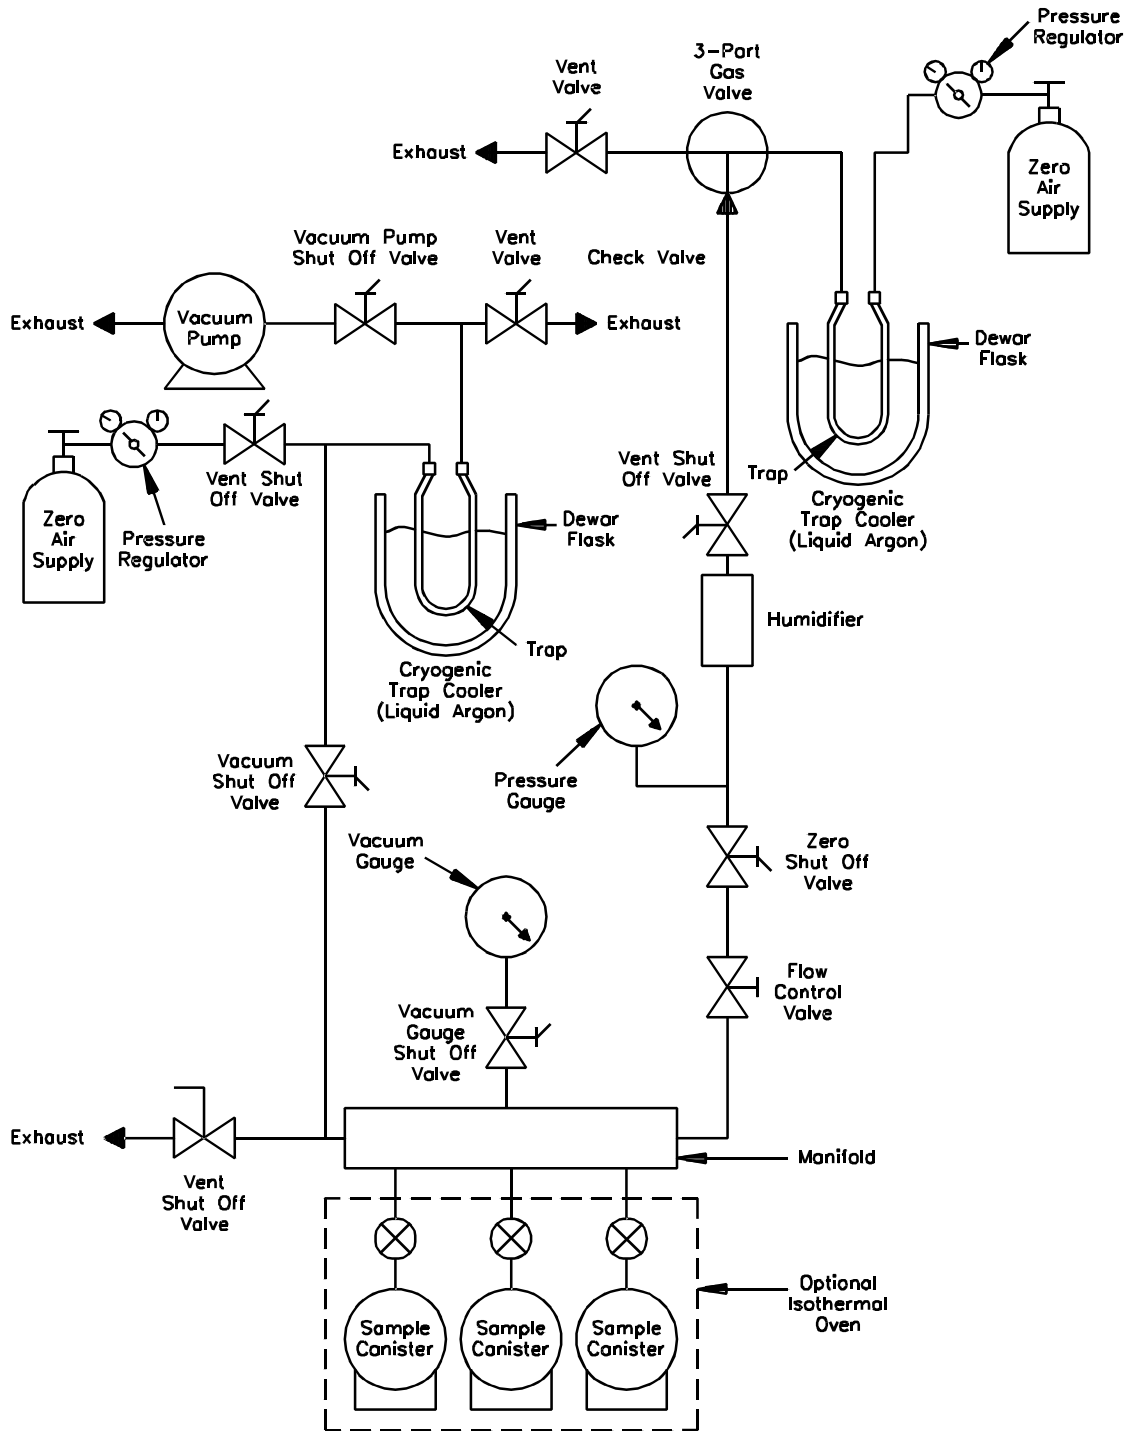 Pressure
Regulator
3-Part
Gas
Valve
Vent
Valve
Exhaust
Zero
Air
Supply
Vacuum Pump
Shut Off Valve
Vent
Valve
Check Valve
Exhaust
Vacuum
Pump
Exhaust
Dewar
Flask
Vent Shut
Off Valve
Trap
Cryogenic
Trap Cooler
(Liquid Argon)
Vent Shut
Off Valve
Zero
Air
Supply
Pressure
Regulator
Dewar
Flask
Trap
Cryogenic
Trap Cooler
(Liquid Argon)
Humidifier
Pressure
Gauge
Vacuum
Shut Off
Valve
Vacuum
Gauge
Zero
Shut Off
Valve
Flow
Control
Valve
Vacuum
Gauge
Shut Off
Valve
Exhaust
Manifold
Vent
Shut Off
Valve
Optional
Isothermal
Oven
Sample
Canister
Sample
Canister
Sample
Canister